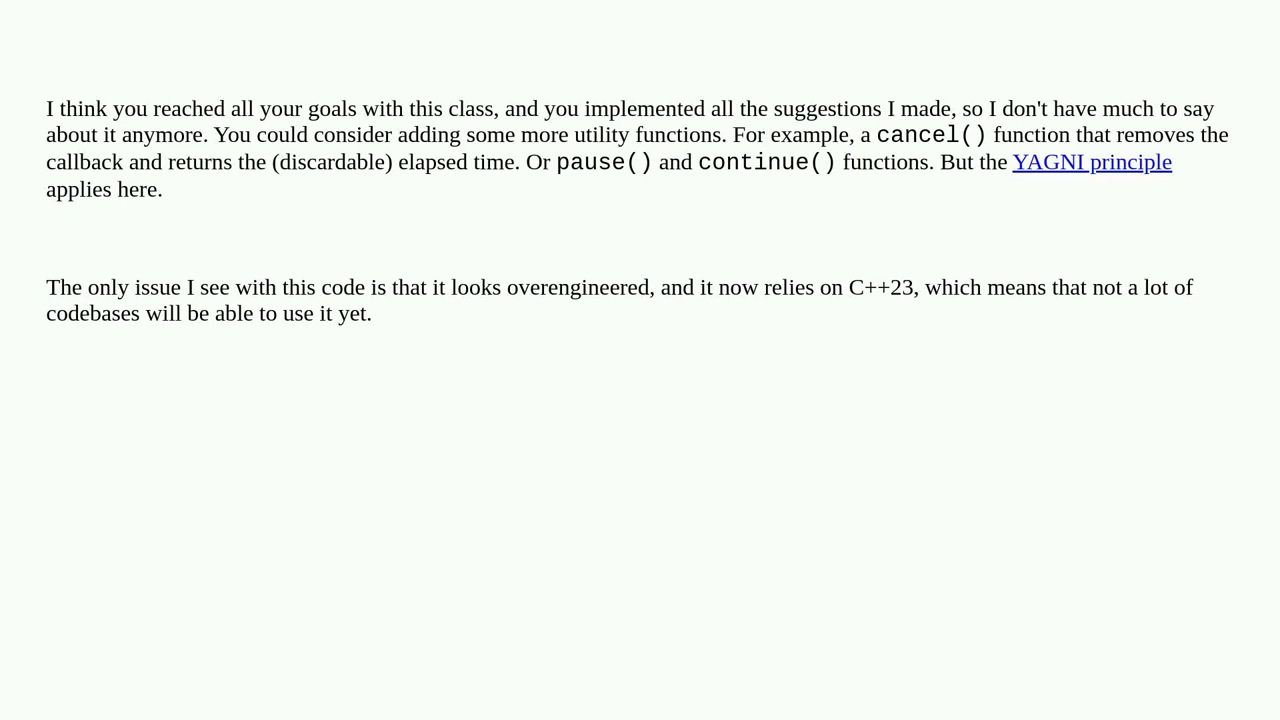 I think you reached all your goals with this class, and you implemented all the suggestions I made, so I don't have much to say
about it anymore. You could consider adding some more utility functions. For example, a cancel() function that removes the
callback and returns the (discardable) elapsed time. Or pause() and continue() functions. But the YAGNI principle
applies here.
The only issue I see with this code is that it looks overengineered, and it now relies on C++23, which means that not a lot of
codebases will be able to use it yet.